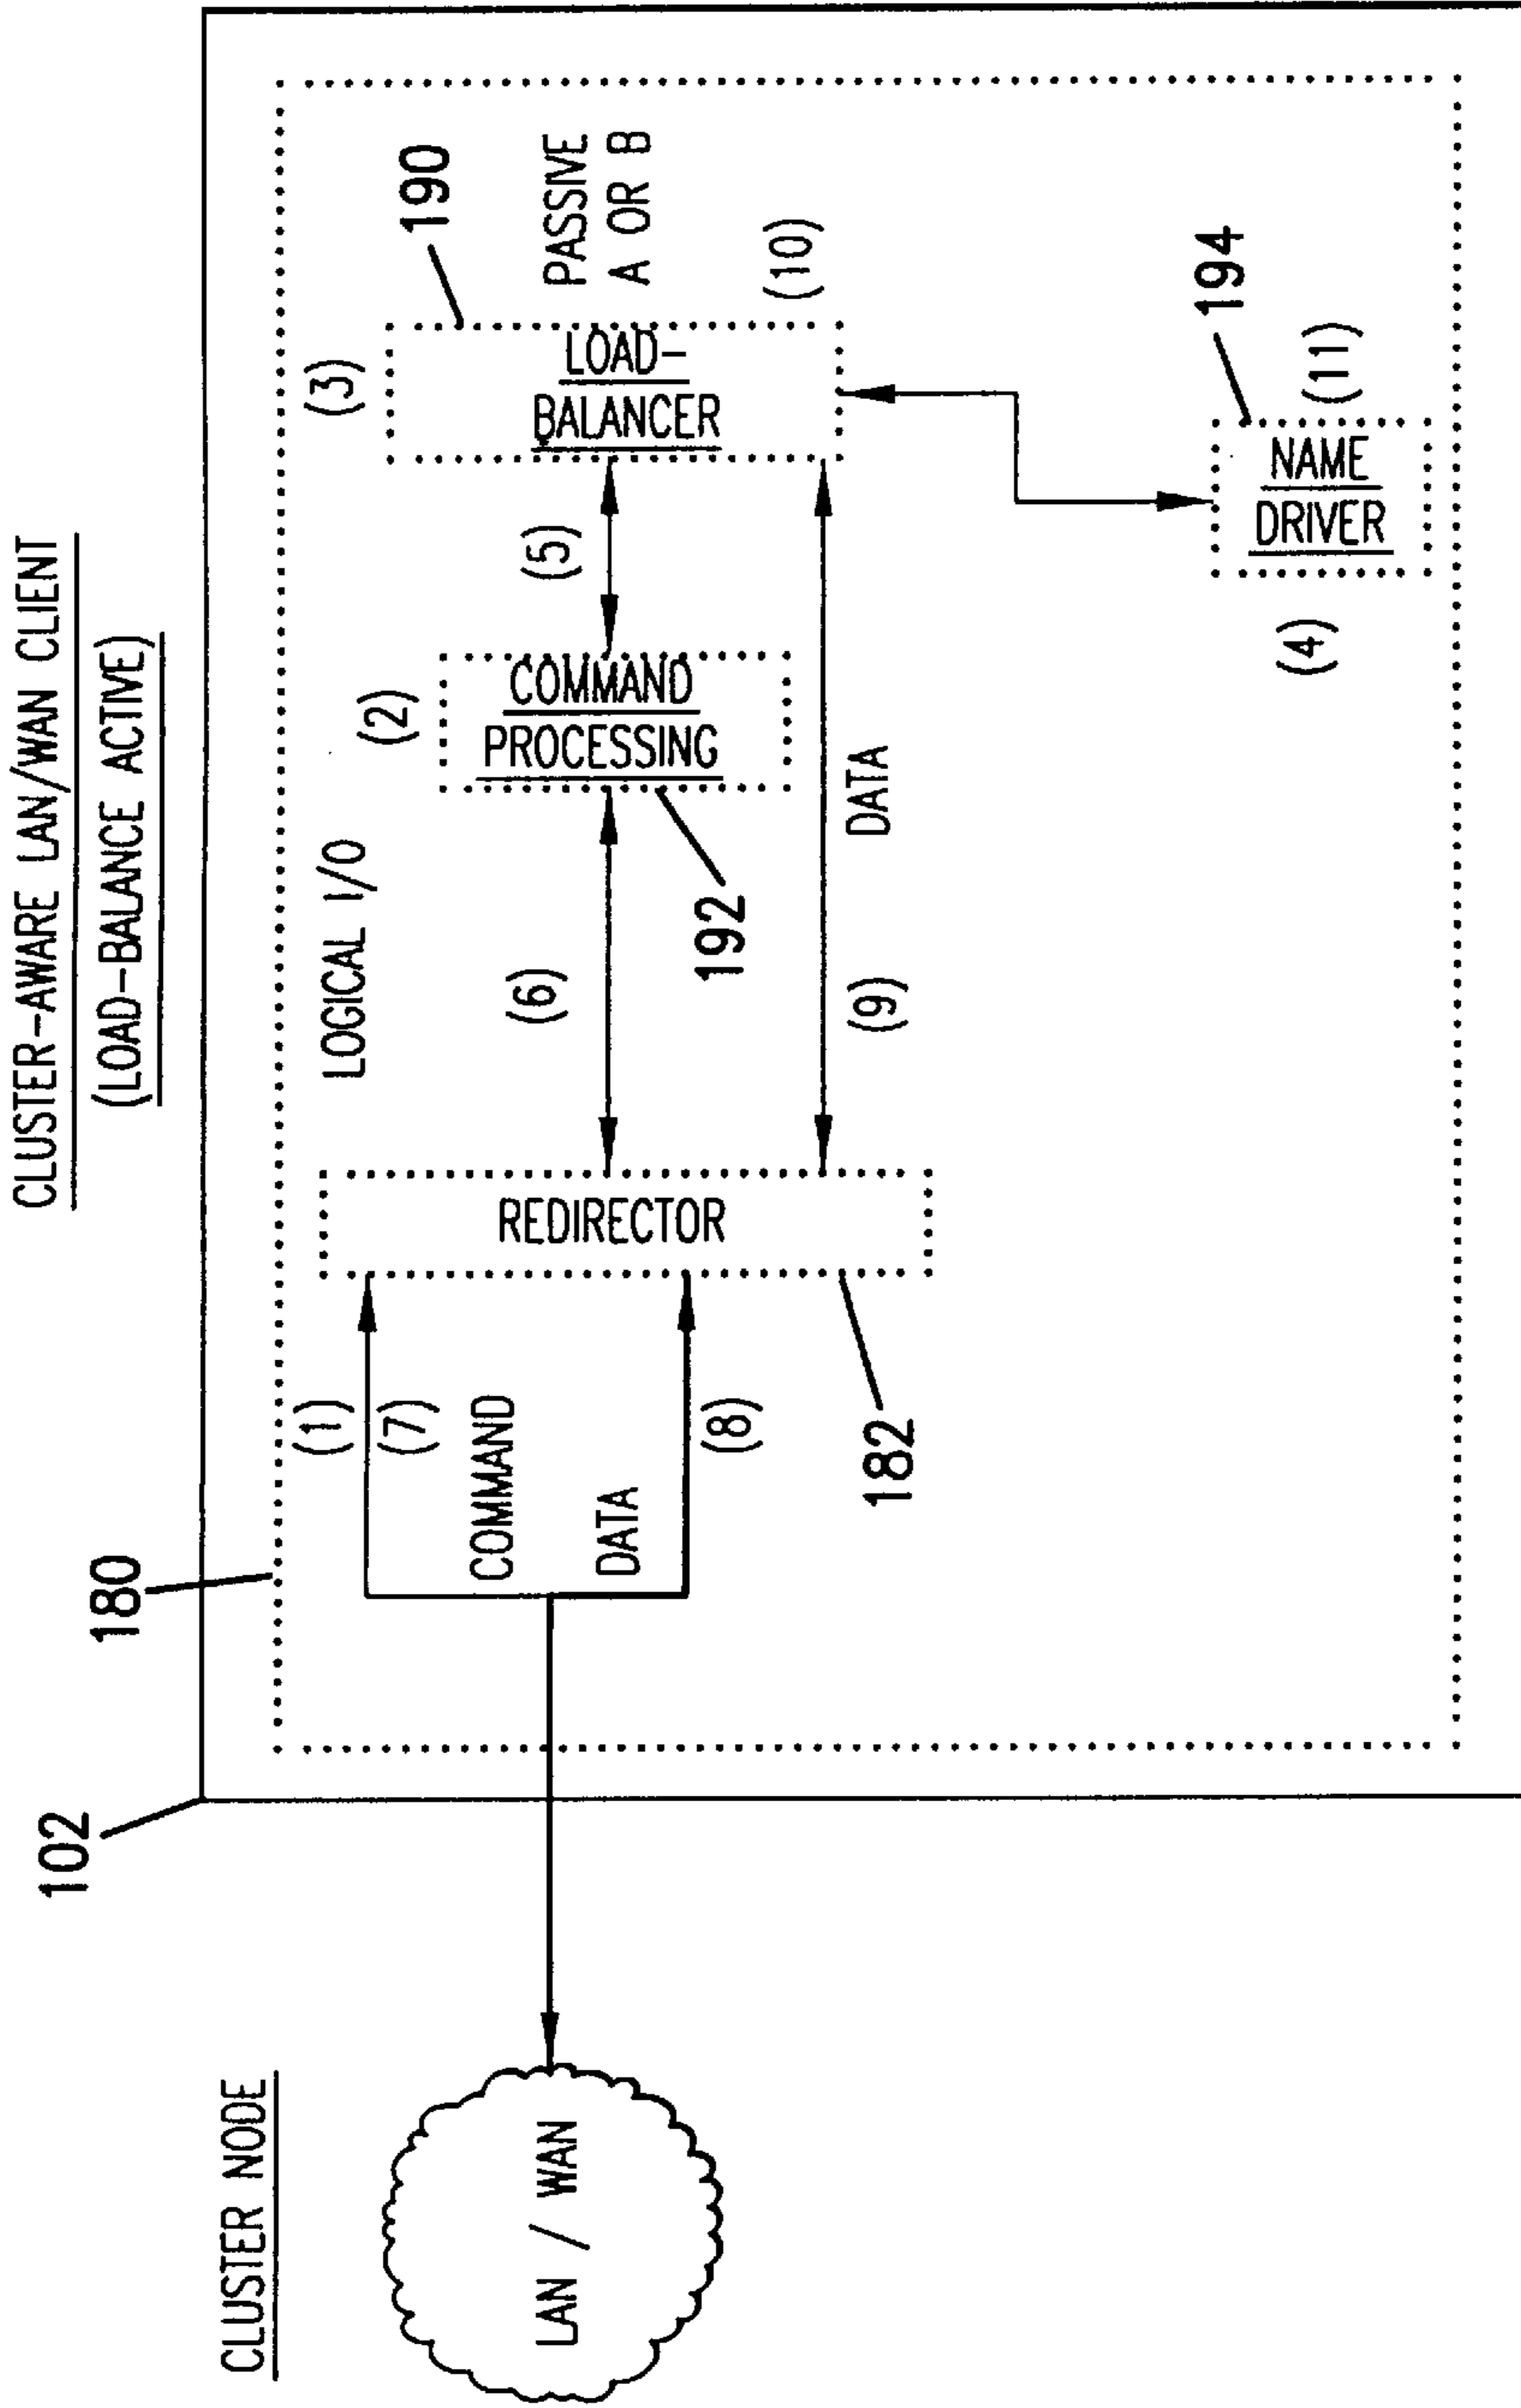 CLUSTER-AWARE LAN/WAN CLIENT
(LOAD-BALANCE ACTIVE)
102
180
CLUSTER NODE
LAN / WAN
(1)
(7)
COMMAND
DATA
(8)
REDIRECTOR
182
LOGICAL I/O
(6)
(2)
COMMAND
PROCESSING
192
(5)
(3)
LOAD-
BALANCER
190
PASSIVE
A OR B
(10)
(9)
DATA
(4)
NAME
DRIVER
(11)
194